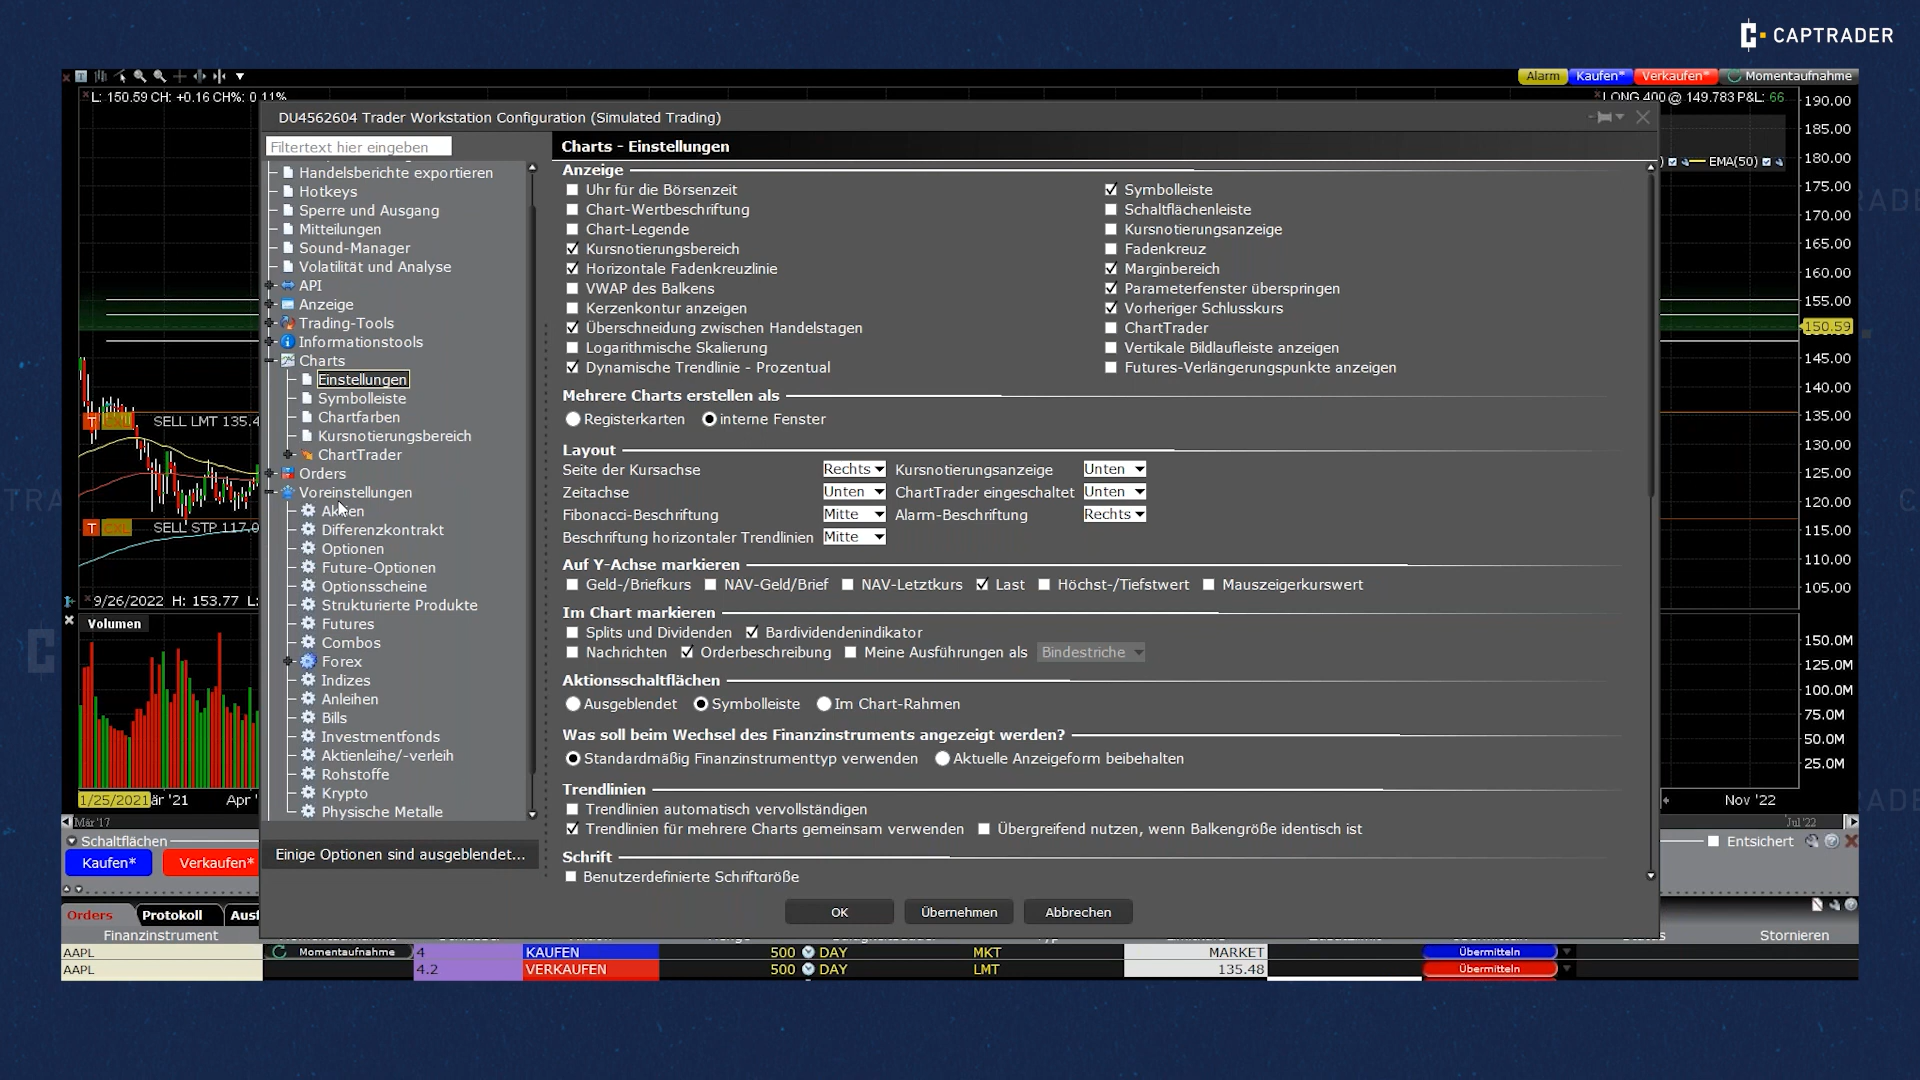 CAPTRADER
Alarm Kaufen* Verkaufen* Momentaufnahme
L: 150.59 CH: +0.16 CH%: 0.11%
LONG 400 @ 149.783 P&L: 66
DU4562604 Trader Workstation Configuration (Simulated Trading)
Filtertext hier eingeben
Handelsberichte exportieren
Hotkeys
Sperre und Ausgang
Mitteilungen
Sound-Manager
Volatilität und Analyse
API
Anzeige
Trading-Tools
Informationstools
Charts
Einstellungen
Symbolleiste
Chartfarben
Kursnotierungsbereich
ChartTrader
Orders
Voreinstellungen
Aktien
Differenzkontrakt
Optionen
Future-Optionen
Optionsscheine
Strukturierte Produkte
Futures
Combos
Forex
Indizes
Anleihen
Bills
Investmentfonds
Aktienleihe/-verleih
Rohstoffe
Krypto
Physische Metalle
Einige Optionen sind ausgeblendet...
Charts - Einstellungen
Anzeige
Uhr für die Börsenzeit Symbolleiste
Chart-Wertbeschriftung Schaltflächenleiste
Chart-Legende Kursnotierungsanzeige
Kursnotierungsbereich Fadenkreuz
Horizontale Fadenkreuzlinie Marginbereich
VWAP des Balkens Parameterfenster überspringen
Kerzenkontur anzeigen Vorheriger Schlusskurs
Überschneidung zwischen Handelstagen ChartTrader
Logarithmische Skalierung Vertikale Bildlaufleiste anzeigen
Dynamische Trendlinie - Prozentual Futures-Verlängerungspunkte anzeigen
Mehrere Charts erstellen als
Registerkarten interne Fenster
Layout
Seite der Kursachse Rechts Kursnotierungsanzeige Unten
Zeitachse Unten ChartTrader eingeschaltet Unten
Fibonacci-Beschriftung Mitte Alarm-Beschriftung Rechts
Beschriftung horizontaler Trendlinien Mitte
Auf Y-Achse markieren
Geld-/Briefkurs NAV-Geld/Brief NAV-Letztkurs Last Höchst-/Tiefstwert Mauszeigerkurswert
Im Chart markieren
Splits und Dividenden Bardividendenindikator
Nachrichten Orderbeschreibung Meine Ausführungen als Bindestriche
Aktionsschaltflächen
Ausgeblendet Symbolleiste Im Chart-Rahmen
Was soll beim Wechsel des Finanzinstruments angezeigt werden?
Standardmäßig Finanzinstrumenttyp verwenden Aktuelle Anzeigeform beibehalten
Trendlinien
Trendlinien automatisch vervollständigen
Trendlinien für mehrere Charts gemeinsam verwenden Übergreifend nutzen, wenn Balkengröße identisch ist
Schrift
Benutzerdefinierte Schriftgröße
OK Übernehmen Abbrechen
EMA(50)
190.00
185.00
180.00
175.00
170.00
165.00
160.00
155.00
150.59
145.00
140.00
135.00
130.00
125.00
120.00
115.00
110.00
105.00
150.0M
125.0M
100.0M
75.0M
50.0M
25.0M
Nov '22
Jul '22
T SELL LMT 135.4
T SELL STP 117.0
9/26/2022 H: 153.77 L:
Volumen
1/25/2021 är '21 Apr '
Mär'17
Schaltflächen
Entsichert
Kaufen* Verkaufen*
Orders Protokoll Ausf
Finanzinstrument Stornieren
AAPL Momentaufnahme 4 KAUFEN 500 DAY MKT MARKET Übermitteln
AAPL 4.2 VERKAUFEN 500 DAY LMT 135.48 Übermitteln